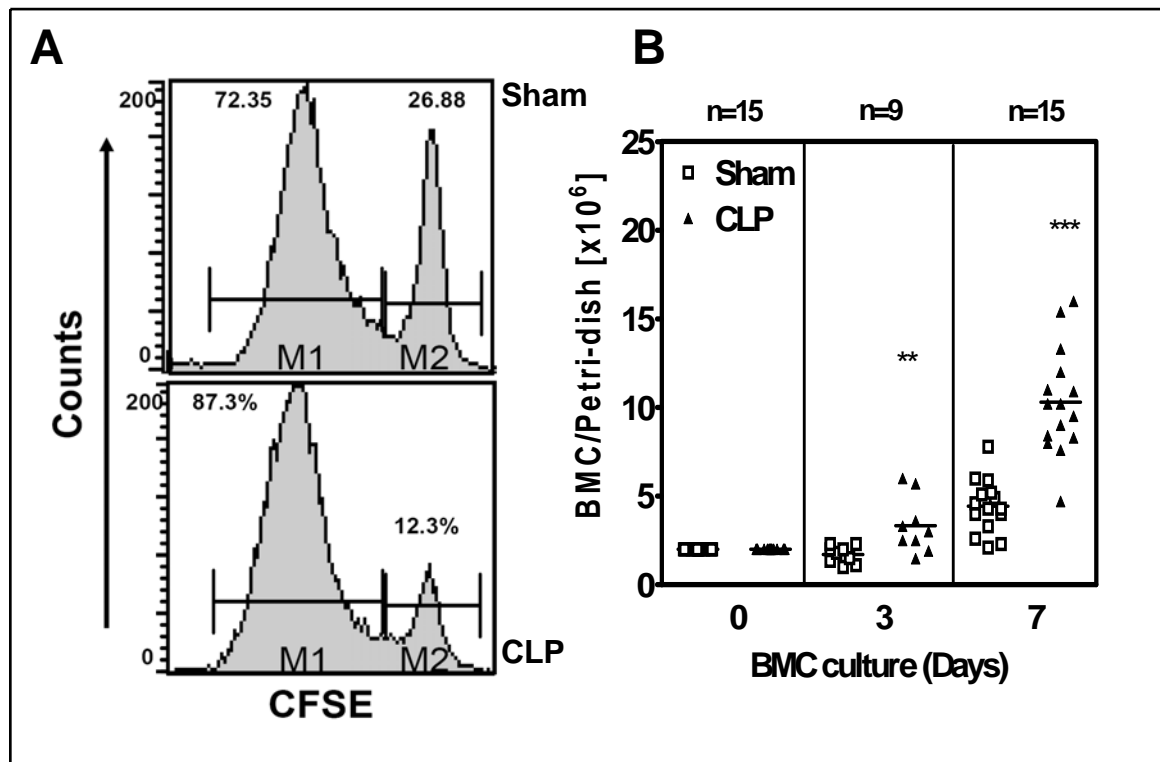 A
B
72.35
26.88
Sham
200
0
M1
M2
87.3%
12.3%
200
0
M1
M2
CLP
Counts
CFSE
n=15
n=9
n=15
25
20
15
10
5
0
Sham
CLP
**
***
BMC/Petri-dish [x10⁶]
0
3
7
BMC culture (Days)